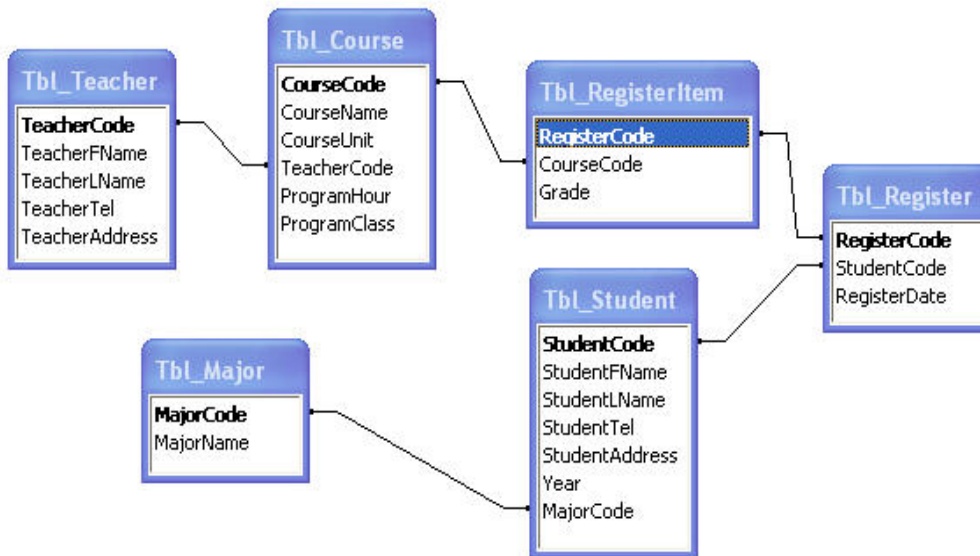 Tbl_Teacher
TeacherCode
TeacherFName
TeacherLName
TeacherTel
TeacherAddress
Tbl_Course
CourseCode
CourseName
CourseUnit
TeacherCode
ProgramHour
ProgramClass
Tbl_RegisterItem
RegisterCode
CourseCode
Grade
Tbl_Register
RegisterCode
StudentCode
RegisterDate
Tbl_Major
MajorCode
MajorName
Tbl_Student
StudentCode
StudentFName
StudentLName
StudentTel
StudentAddress
Year
MajorCode